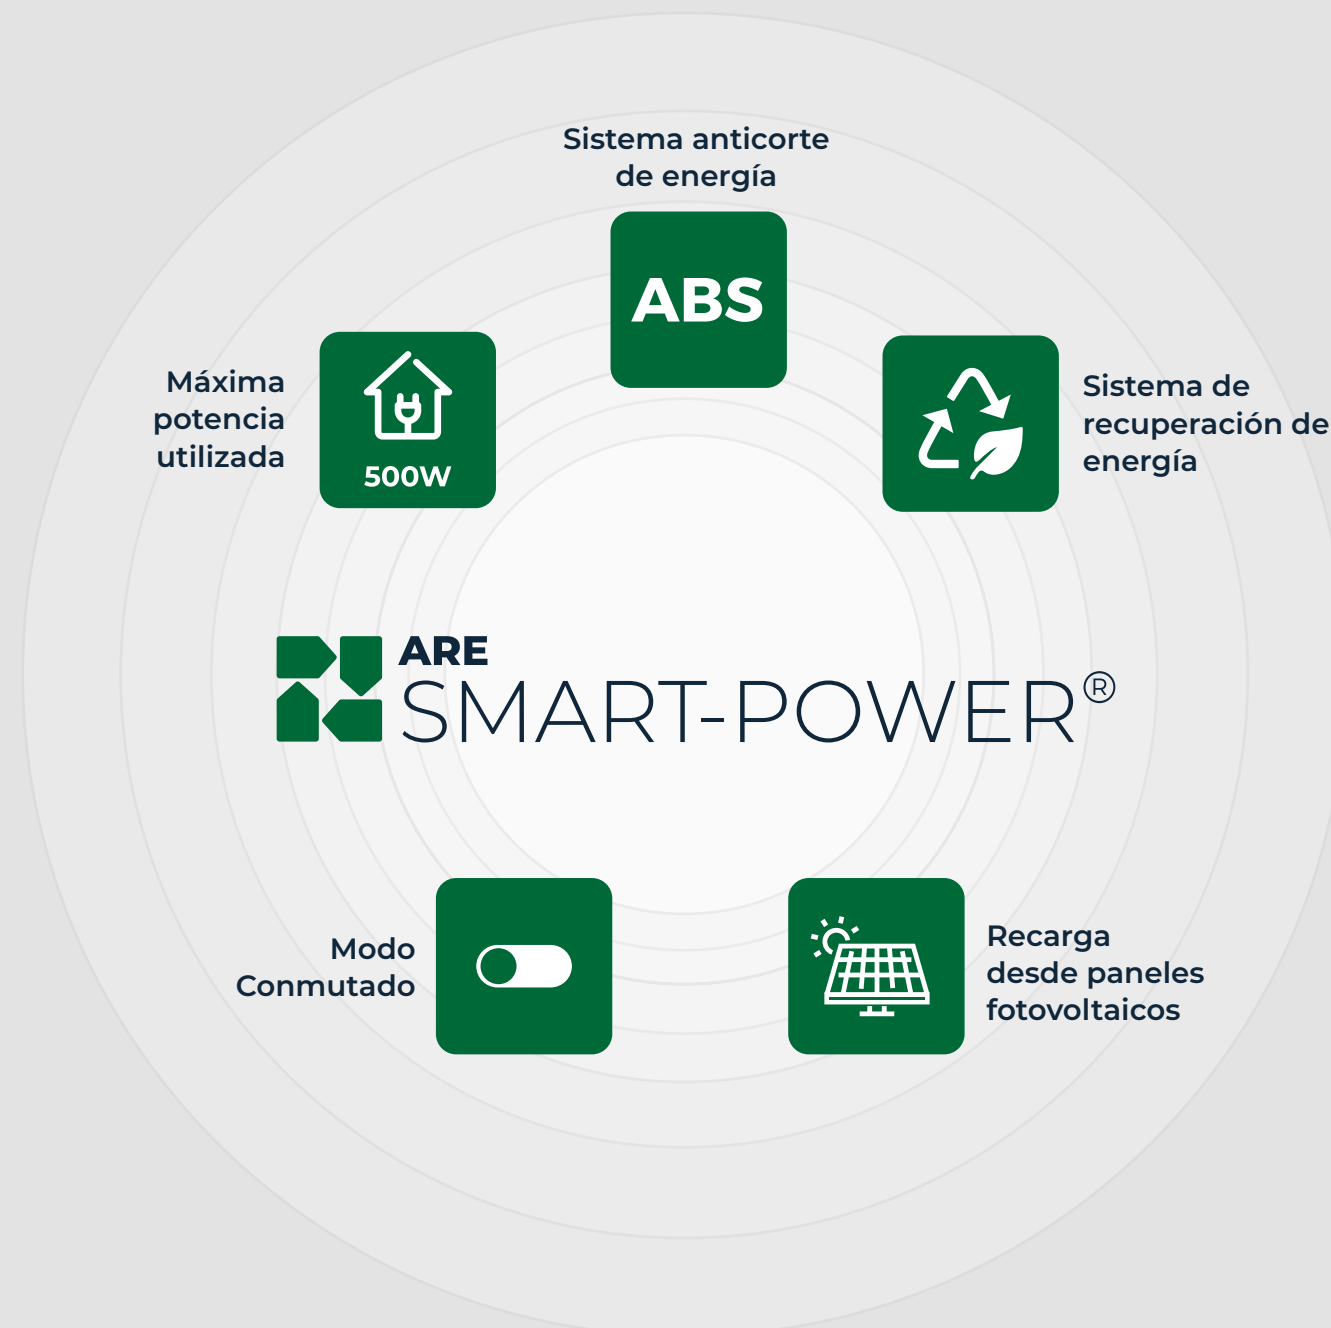 Sistema anticorte
de energía
ABS
Máxima
potencia
utilizada
500W
Sistema de
recuperación de
energía
ARE
SMART-POWER®
Modo
Conmutado
Recarga
desde paneles
fotovoltaicos